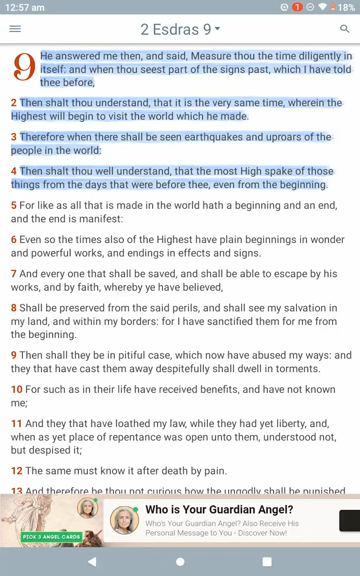 12:57 am
18%
2 Esdras 9
9 He answered me then, and said, Measure thou the time diligently in
itself: and when thou seest part of the signs past, which I have told
thee before,
2 Then shalt thou understand, that it is the very same time, wherein the
Highest will begin to visit the world which he made.
3 Therefore when there shall be seen earthquakes and uproars of the
people in the world:
4 Then shalt thou well understand, that the most High spake of those
things from the days that were before thee, even from the beginning.
5 For like as all that is made in the world hath a beginning and an end,
and the end is manifest:
6 Even so the times also of the Highest have plain beginnings in wonder
and powerful works, and endings in effects and signs.
7 And every one that shall be saved, and shall be able to escape by his
works, and by faith, whereby ye have believed,
8 Shall be preserved from the said perils, and shall see my salvation in
my land, and within my borders: for I have sanctified them for me from
the beginning.
9 Then shall they be in pitiful case, which now have abused my ways: and
they that have cast them away despitefully shall dwell in torments.
10 For such as in their life have received benefits, and have not known
me;
11 And they that have loathed my law, while they had yet liberty, and,
when as yet place of repentance was open unto them, understood not,
but despised it;
12 The same must know it after death by pain.
13 And therefore be thou not curious how the ungodly shall be punished
PICK 3 ANGEL CARDS
Who is Your Guardian Angel?
Who's Your Guardian Angel? Also Receive His
Personal Message to You - Discover Now!